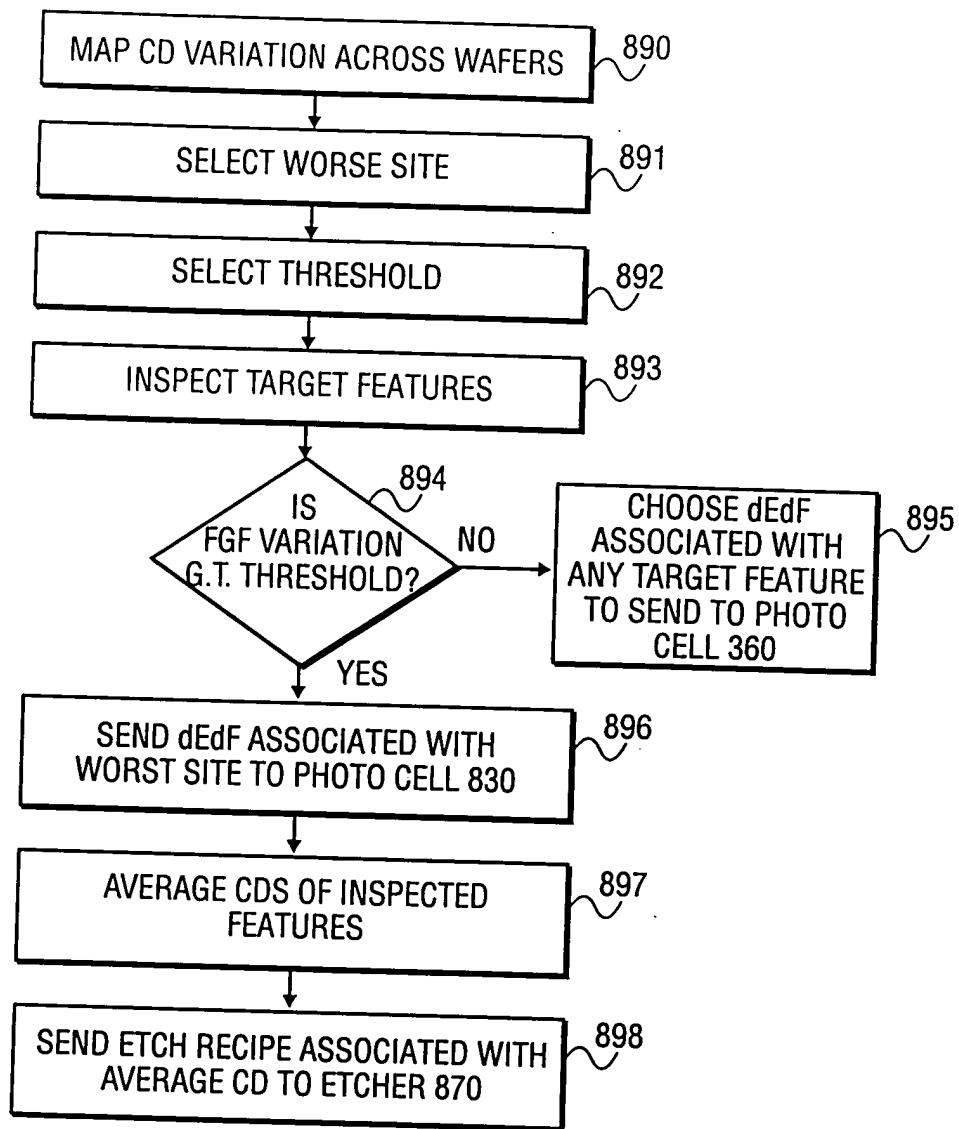 MAP CD VARIATION ACROSS WAFERS
890
SELECT WORSE SITE
891
SELECT THRESHOLD
892
INSPECT TARGET FEATURES
893
894
IS
FGF VARIATION
G.T. THRESHOLD?
NO
CHOOSE dEdF
ASSOCIATED WITH
ANY TARGET FEATURE
TO SEND TO PHOTO
CELL 360
895
YES
SEND dEdF ASSOCIATED WITH
WORST SITE TO PHOTO CELL 830
896
AVERAGE CDS OF INSPECTED
FEATURES
897
SEND ETCH RECIPE ASSOCIATED WITH
AVERAGE CD TO ETCHER 870
898